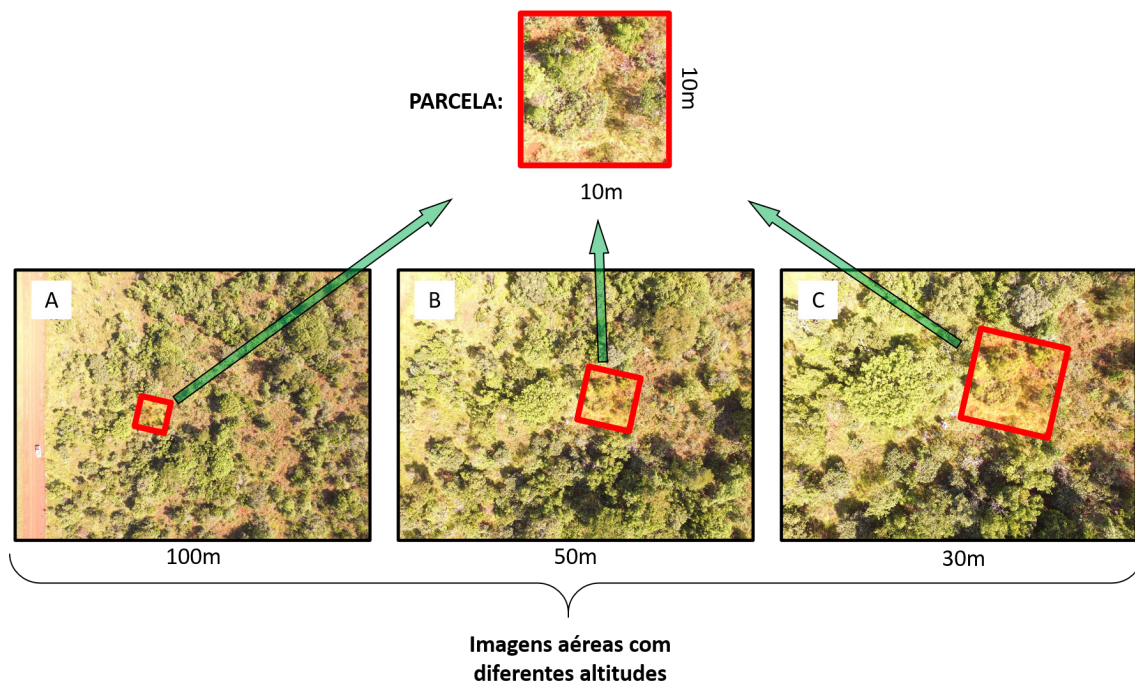 PARCELA:
10m
10m
A
B
C
100m
50m
30m
Imagens aéreas com
diferentes altitudes